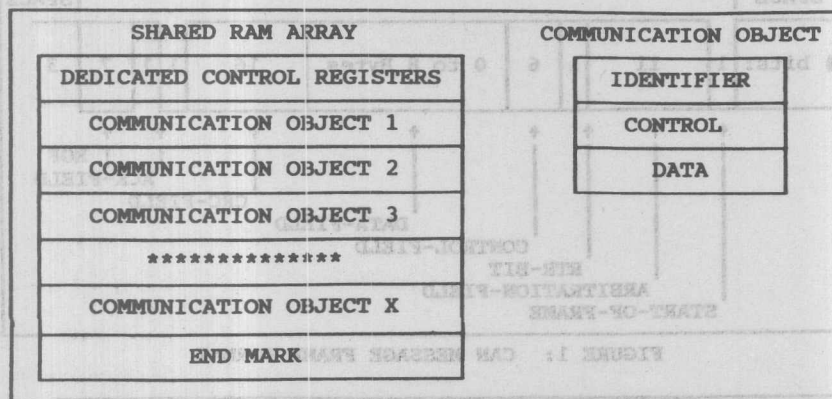 SHARED RAM ARRAY
DEDICATED CONTROL REGISTERS
COMMUNICATION OBJECT 1
COMMUNICATION OBJECT 2
COMMUNICATION OBJECT 3
**************
COMMUNICATION OBJECT X
END MARK
COMMUNICATION OBJECT
IDENTIFIER
CONTROL
DATA